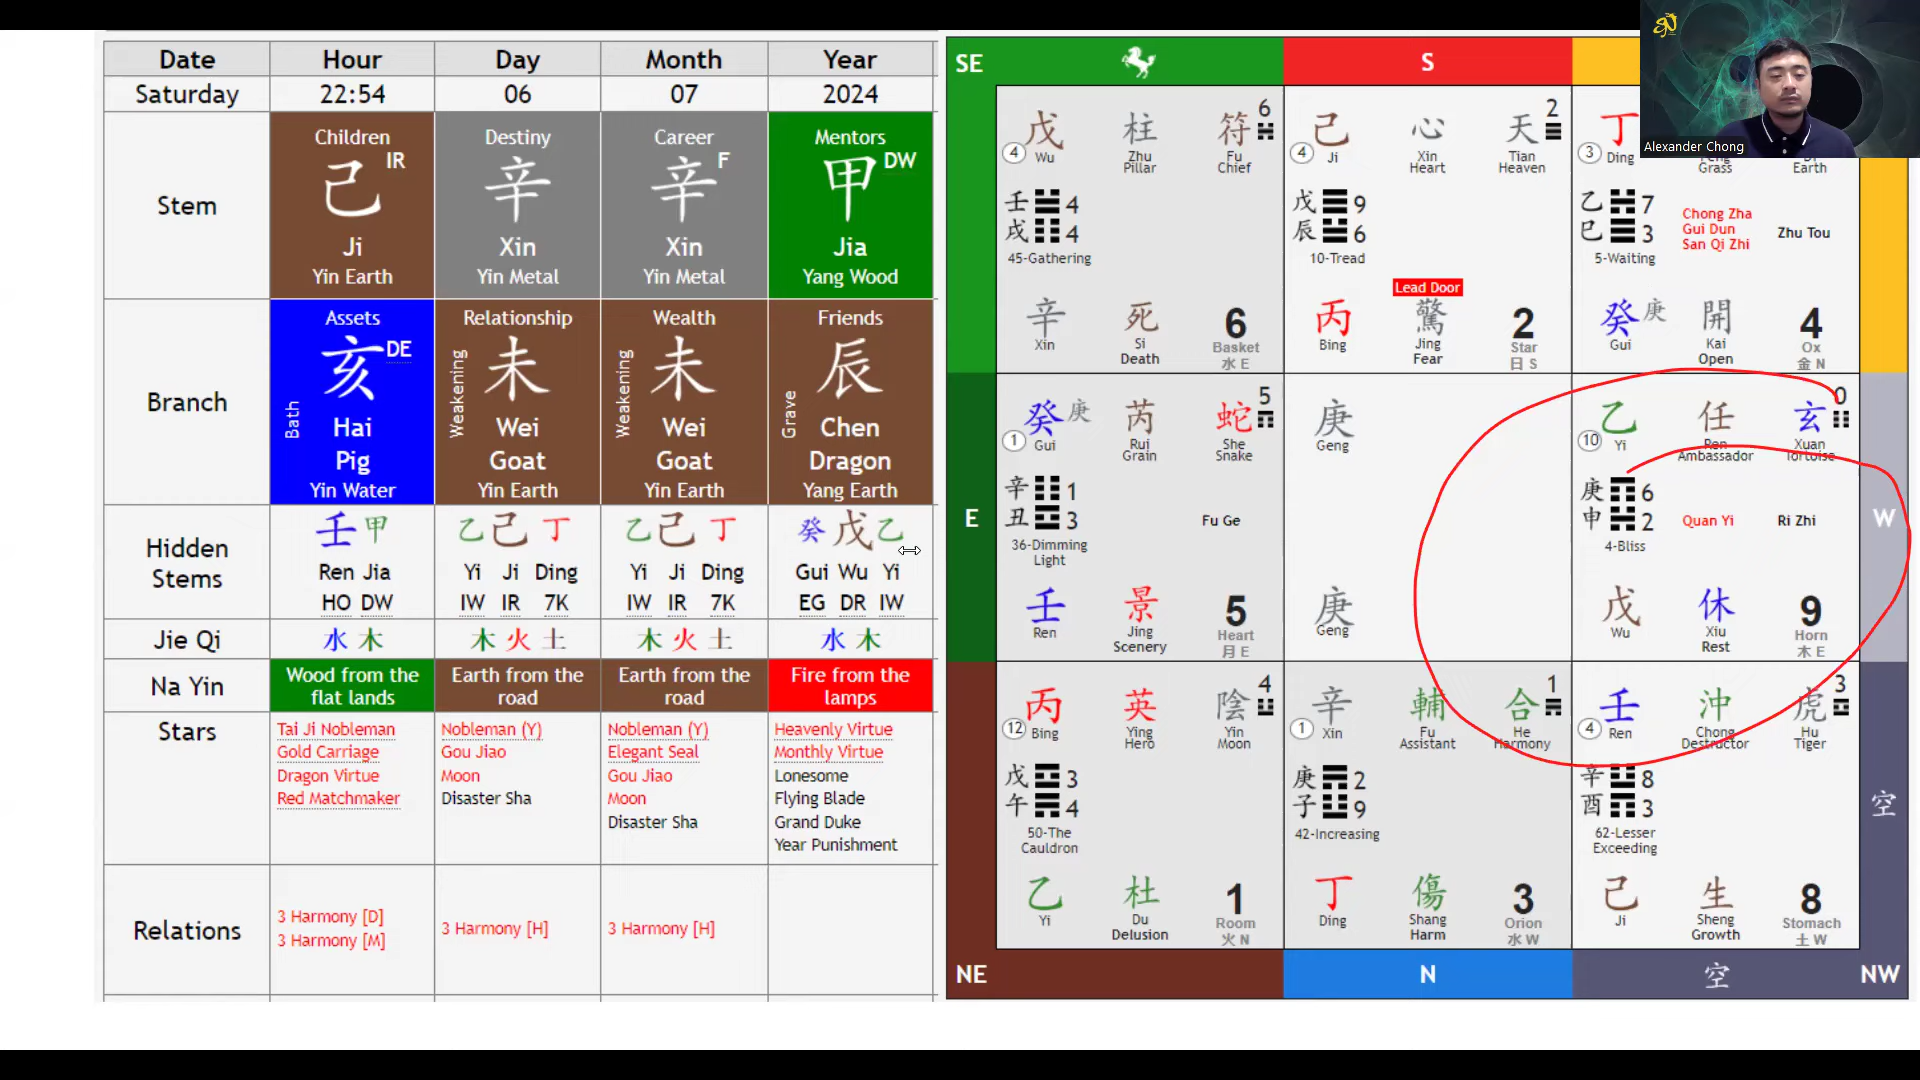 Date Hour Day Month Year
Saturday 22:54 06 07 2024
Stem
Children
己 IR
Ji
Yin Earth
Destiny
辛
Xin
Yin Metal
Career
辛 F
Xin
Yin Metal
Mentors
甲 DW
Jia
Yang Wood
Branch
Assets
亥 DE
Bath
Hai
Pig
Yin Water
Relationship
未
Weakening
Wei
Goat
Yin Earth
Wealth
未
Weakening
Wei
Goat
Yin Earth
Friends
辰
Grave
Chen
Dragon
Yang Earth
Hidden
Stems
壬 甲
Ren Jia
HO DW
乙 己 丁
Yi Ji Ding
IW IR 7K
乙 己 丁
Yi Ji Ding
IW IR 7K
癸 戊 乙
Gui Wu Yi
EG DR IW
Jie Qi 水 木 木 火 土 木 火 土 水 木
Na Yin
Wood from the
flat lands
Earth from the
road
Earth from the
road
Fire from the
lamps
Stars
Tai Ji Nobleman
Gold Carriage
Dragon Virtue
Red Matchmaker
Nobleman (Y)
Gou Jiao
Moon
Disaster Sha
Nobleman (Y)
Elegant Seal
Gou Jiao
Moon
Disaster Sha
Heavenly Virtue
Monthly Virtue
Lonesome
Flying Blade
Grand Duke
Year Punishment
Relations
3 Harmony [D]
3 Harmony [M]
3 Harmony [H]
3 Harmony [H]
SE S
戊 柱 符 6
4 Wu Zhu Fu
Pillar Chief
壬 4
戌 4
45-Gathering
辛 死 6
Xin Si Basket
Death 水 E
己 心 天 2
4 Ji Xin Tian
Heart Heaven
戊 9
辰 6
10-Tread
Lead Door
丙 驚 2
Bing Jing Star
Fear 日 S
丁
3 Ding
Grass Earth
乙 7
巳 3
5-Waiting
Chong Zha
Gui Dun
San Qi Zhi
Zhu Tou
癸 庚 開 4
Gui Kai Ox
Open 金 N
E
癸 庚 芮 蛇 5
1 Gui Rui She
Grain Snake
辛 1
丑 3
36-Dimming
Light
Fu Ge
壬 景 5
Ren Jing Heart
Scenery 月 E
庚
Geng
庚
Geng
乙 任 玄 0
10 Yi Ren Xuan
Ambassador Tortoise
庚 6
申 2
4-Bliss
Quan Yi Ri Zhi
戊 休 9
Wu Xiu Horn
Rest 木 E
W
丙 英 陰 4
12 Bing Ying Yin
Hero Moon
戊 3
午 4
50-The
Cauldron
乙 杜 1
Yi Du Room
Delusion 火 N
辛 輔 合 1
1 Xin Fu He
Assistant Harmony
庚 2
子 9
42-Increasing
丁 傷 3
Ding Shang Orion
Harm 水 W
壬 沖 虎 3
4 Ren Chong Hu
Destructor Tiger
辛 8
酉 3
62-Lesser
Exceeding
己 生 8
Ji Sheng Stomach
Growth 土 W
空
NE N 空 NW
Alexander Chong